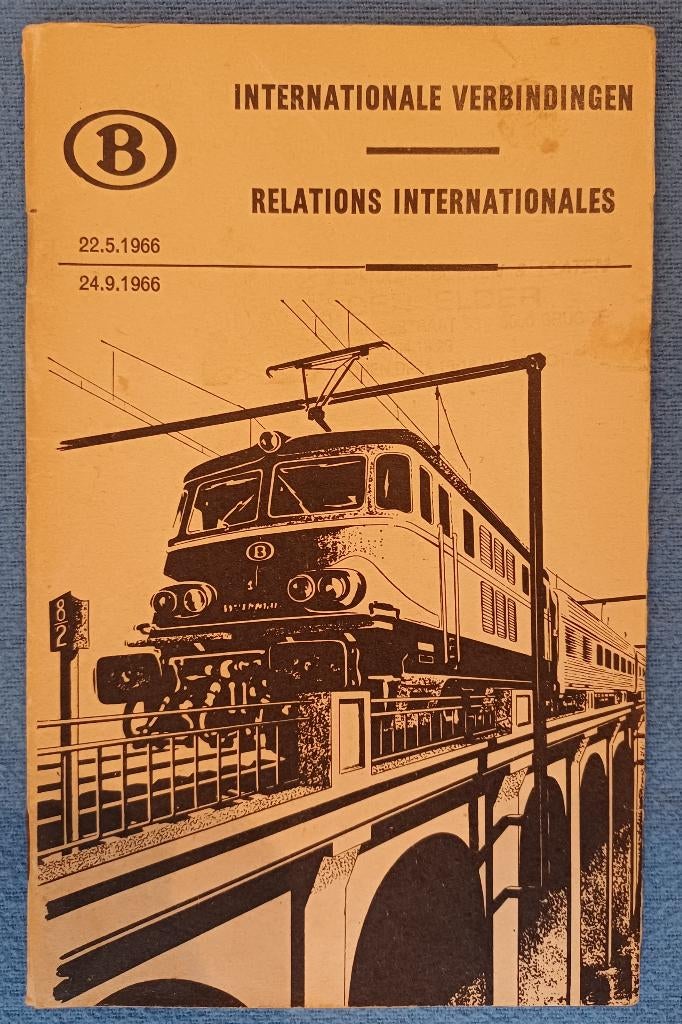 B
INTERNATIONALE VERBINDINGEN
RELATIONS INTERNATIONALES
22.5.1966
24.9.1966
B
8
2